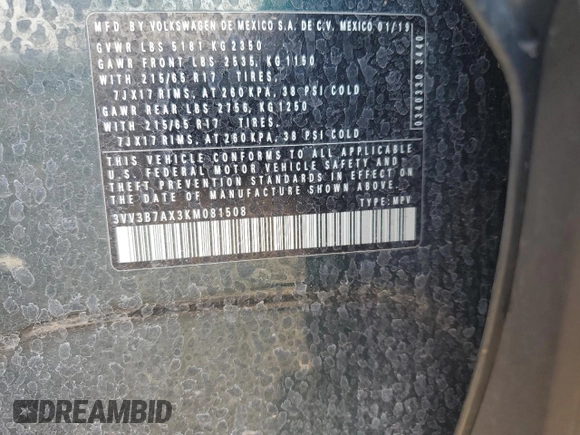 MFD. BY VOLKSWAGEN DE MEXICO S.A. DE C.V. MEXICO 01/19
GVWR LBS 5181 KG 2350
GAWR FRONT LBS 2535, KG 1150
WITH 215/65 R17 TIRES,
7JX17 RIMS, AT 260 KPA, 38 PSI COLD
GAWR REAR LBS 2756, KG 1250
WITH 215/65 R17 TIRES.
7JX17 RIMS, AT 260 KPA, 38 PSI COLD
THIS VEHICLE CONFORMS TO ALL APPLICABLE
U.S. FEDERAL MOTOR VEHICLE SAFETY AND
THEFT PREVENTION STANDARDS IN EFFECT ON
THE DATE OF MANUFACTURE SHOWN ABOVE.
3VV3B7AX3KM081508 TYPE: MPV
0340330 3440
DREAMBID